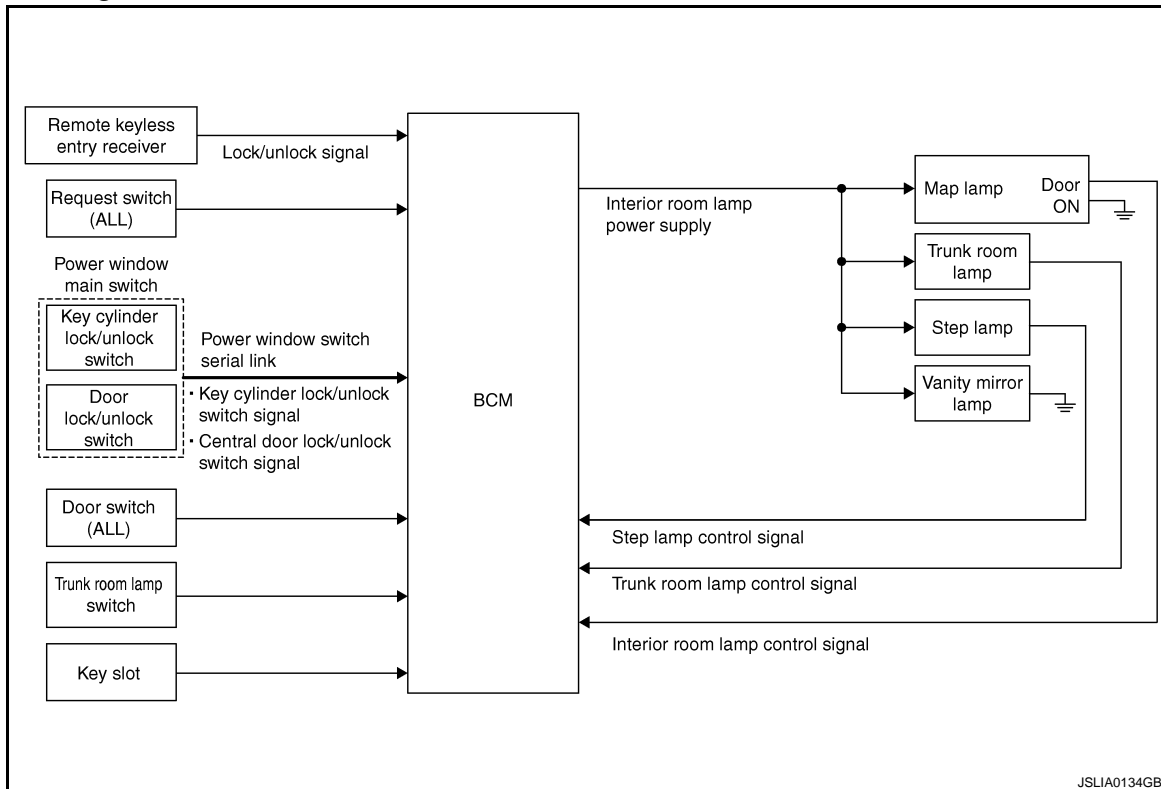 Remote keyless
entry receiver
Lock/unlock signal
Request switch
(ALL)
Power window
main switch
Key cylinder
lock/unlock
switch
Door
lock/unlock
switch
Power window switch
serial link
· Key cylinder lock/unlock
switch signal
· Central door lock/unlock
switch signal
Door switch
(ALL)
Trunk room lamp
switch
Key slot
BCM
Interior room lamp
power supply
Map lamp
Door
ON
Trunk room
lamp
Step lamp
Vanity mirror
lamp
Step lamp control signal
Trunk room lamp control signal
Interior room lamp control signal
JSLIA0134GB